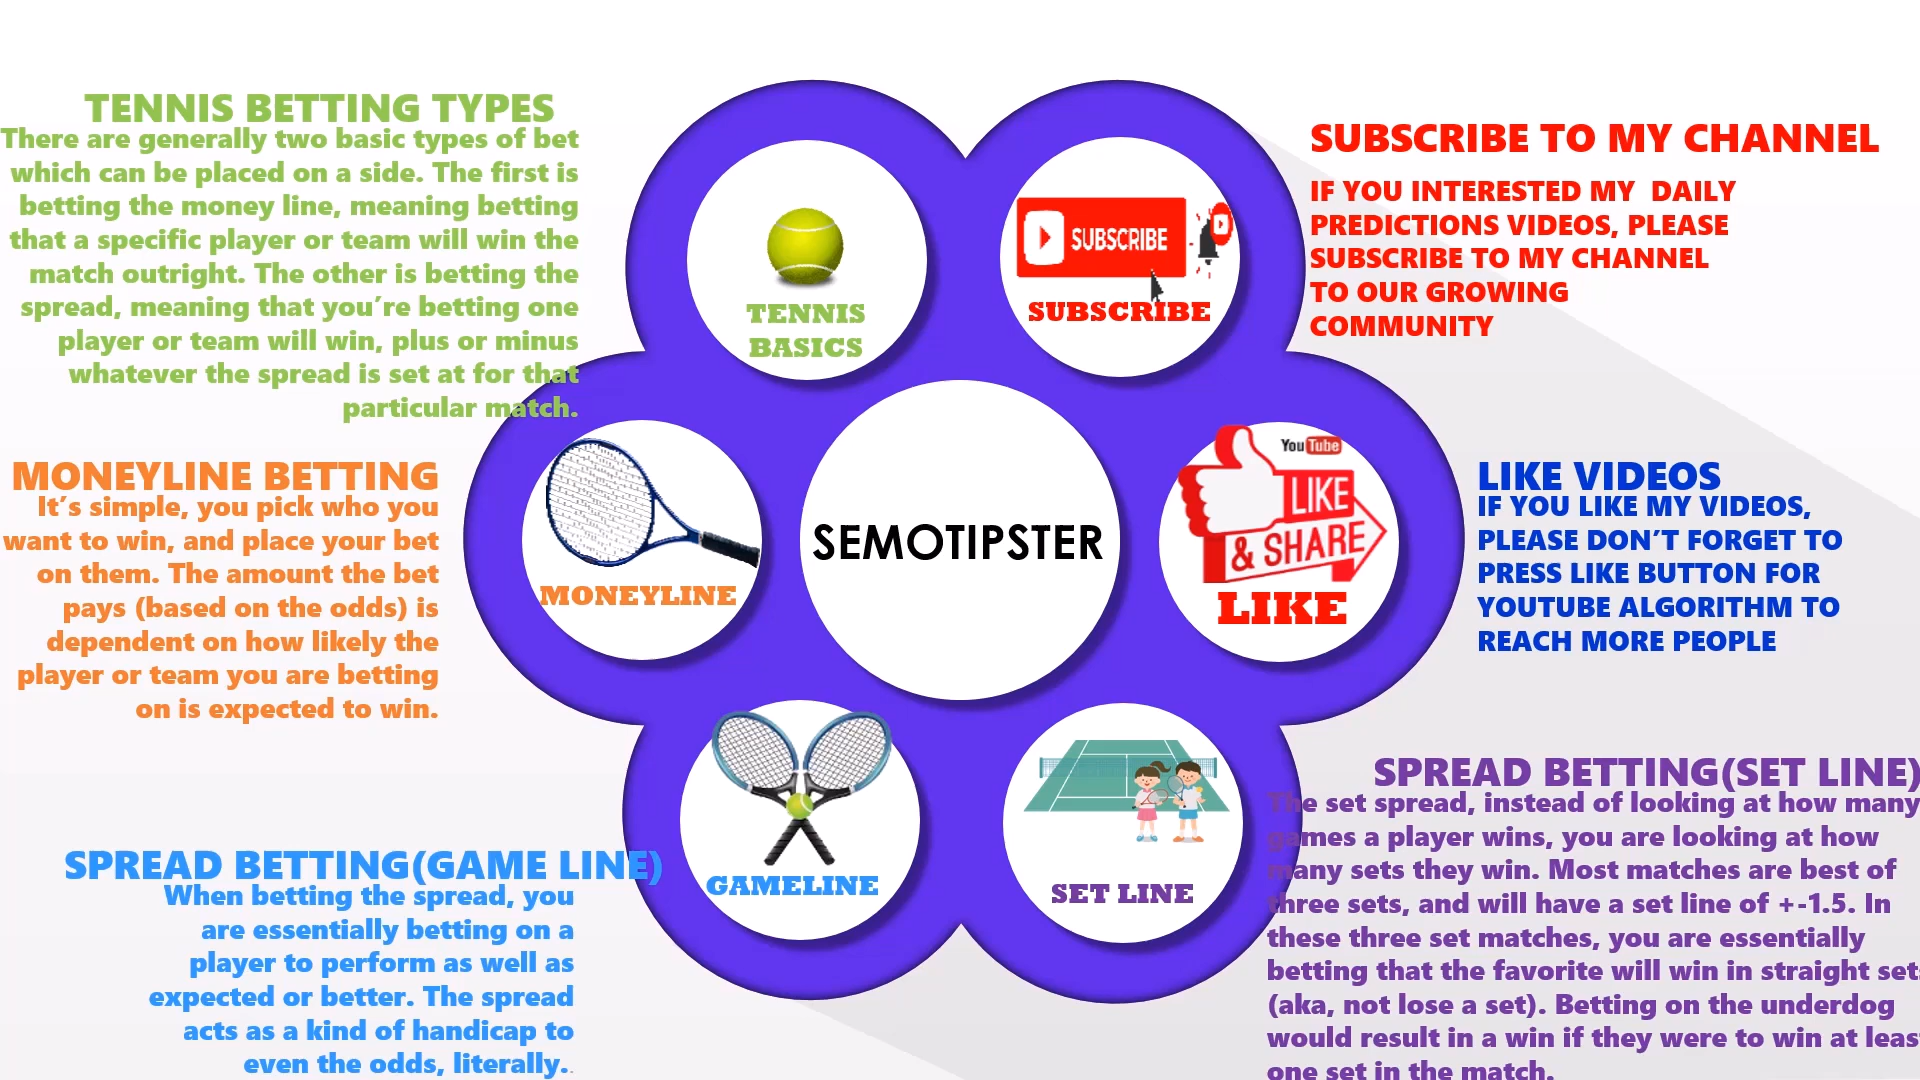 TENNIS BETTING TYPES
There are generally two basic types of bet
which can be placed on a side. The first is
betting the money line, meaning betting
that a specific player or team will win the
match outright. The other is betting the
spread, meaning that you’re betting one
player or team will win, plus or minus
whatever the spread is set at for that
particular match.
MONEYLINE BETTING
It’s simple, you pick who you
want to win, and place your bet
on them. The amount the bet
pays (based on the odds) is
dependent on how likely the
player or team you are betting
on is expected to win.
SPREAD BETTING(GAME LINE)
When betting the spread, you
are essentially betting on a
player to perform as well as
expected or better. The spread
acts as a kind of handicap to
even the odds, literally..
TENNIS
BASICS
SUBSCRIBE
SUBSCRIBE
MONEYLINE
SEMOTIPSTER
You Tube
LIKE
& SHARE
LIKE
GAMELINE
SET LINE
SUBSCRIBE TO MY CHANNEL
IF YOU INTERESTED MY DAILY
PREDICTIONS VIDEOS, PLEASE
SUBSCRIBE TO MY CHANNEL
TO OUR GROWING
COMMUNITY
LIKE VIDEOS
IF YOU LIKE MY VIDEOS,
PLEASE DON’T FORGET TO
PRESS LIKE BUTTON FOR
YOUTUBE ALGORITHM TO
REACH MORE PEOPLE
SPREAD BETTING(SET LINE)
The set spread, instead of looking at how many
games a player wins, you are looking at how
many sets they win. Most matches are best of
three sets, and will have a set line of +-1.5. In
these three set matches, you are essentially
betting that the favorite will win in straight sets
(aka, not lose a set). Betting on the underdog
would result in a win if they were to win at least
one set in the match.